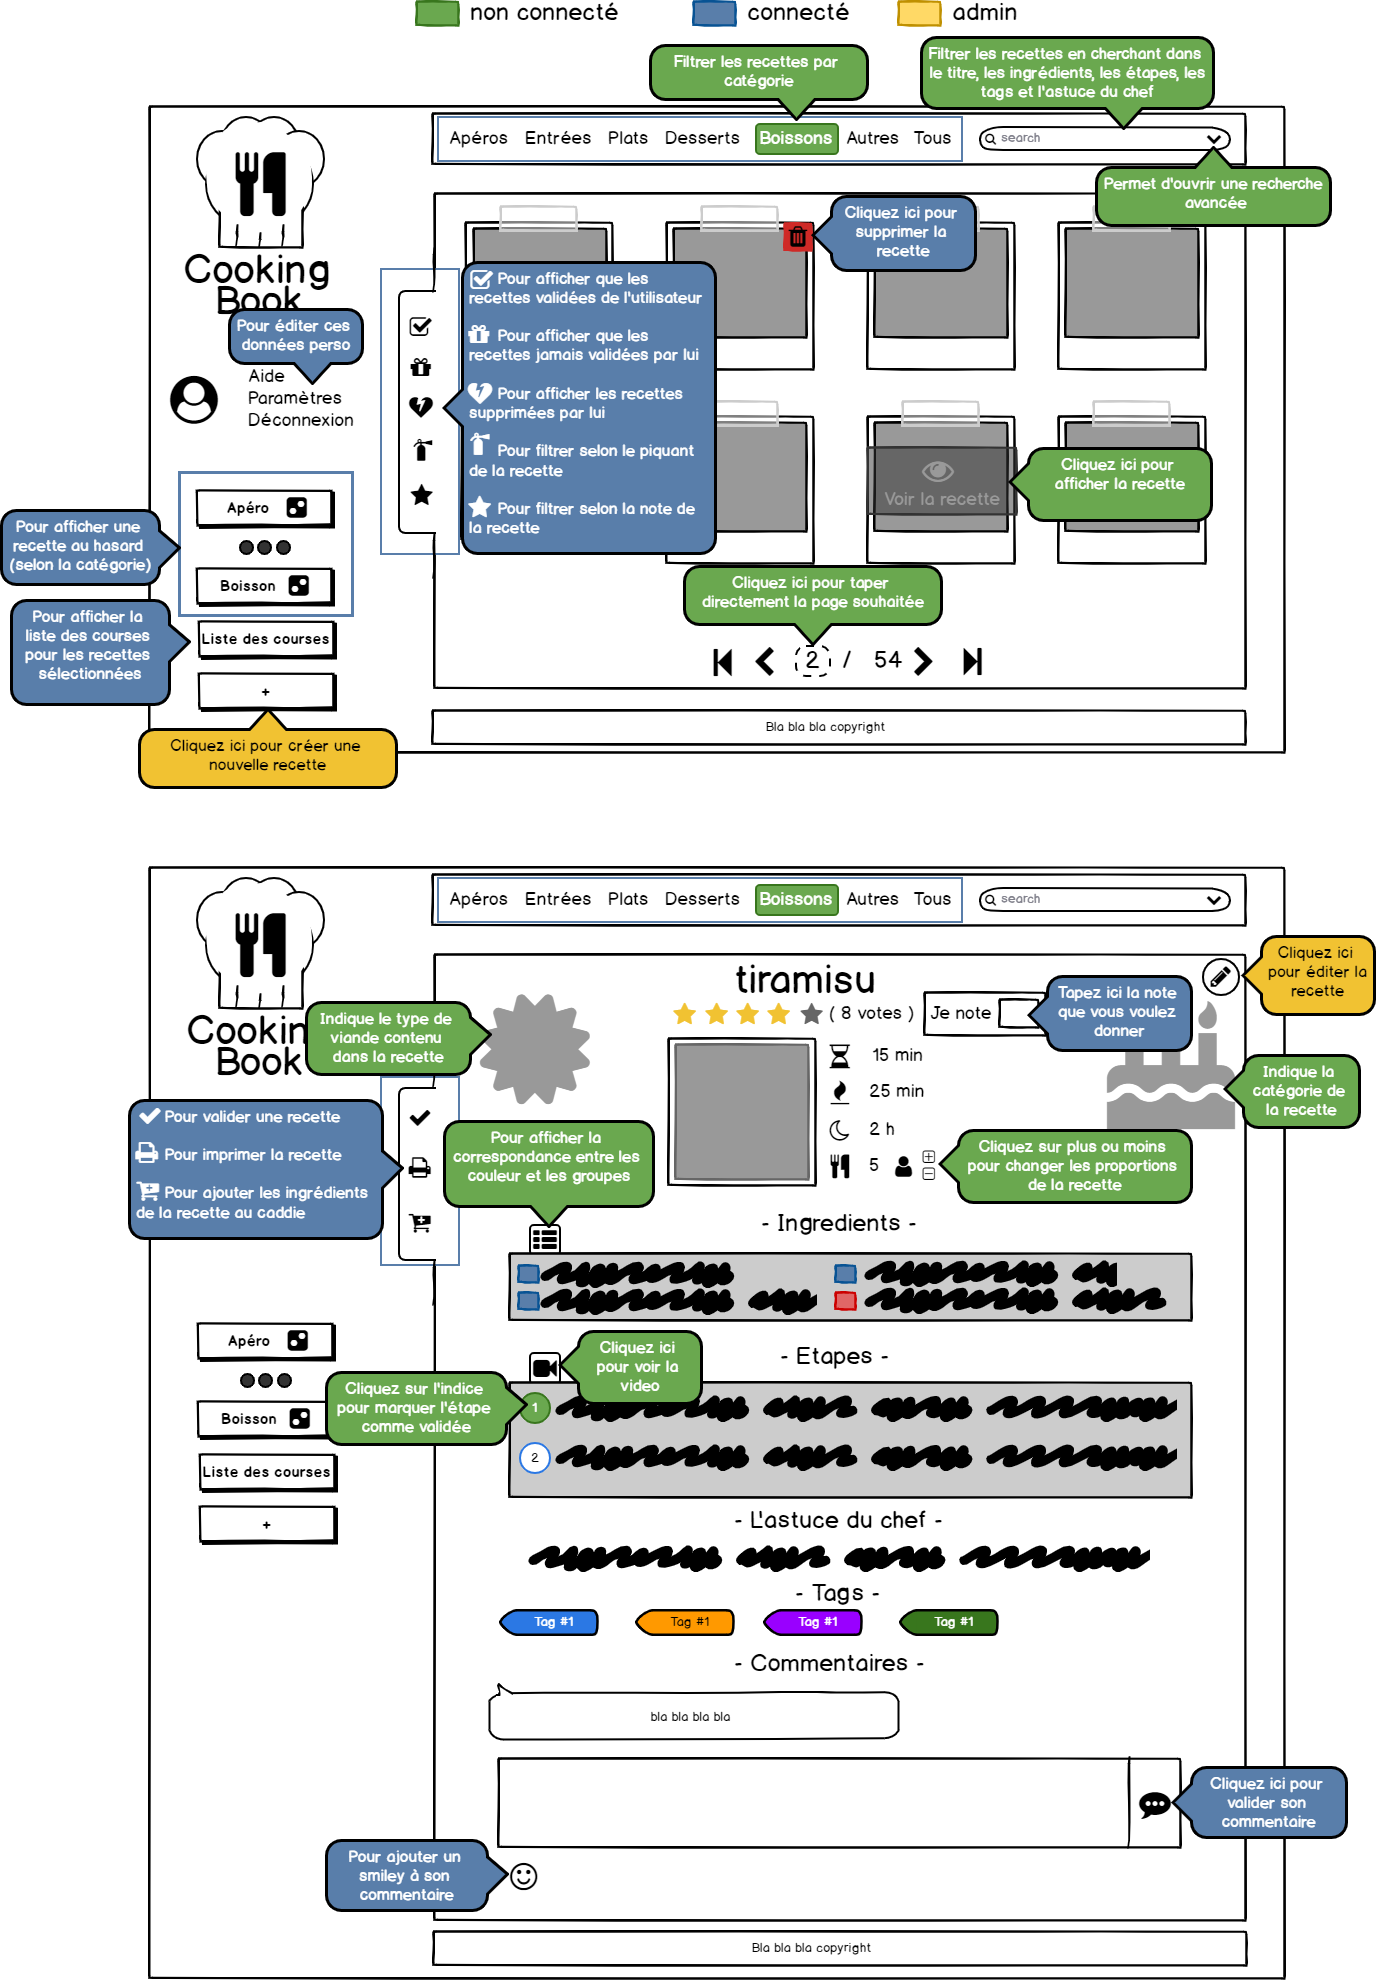 non connecté
connecté
admin
Filtrer les recettes par
catégorie
Filtrer les recettes en cherchant dans
le titre, les ingrédients, les étapes, les
tags et l'astuce du chef
Apéros Entrées Plats Desserts Boissons Autres Tous
search
Permet d'ouvrir une recherche
avancée
Cooking
Book
Pour éditer ces
données perso
Aide
Paramètres
Déconnexion
Cliquez ici pour
supprimer la
recette
Pour afficher que les
recettes validées de l'utilisateur
Pour afficher que les
recettes jamais validées par lui
Pour afficher les recettes
supprimées par lui
Pour filtrer selon le piquant
de la recette
Pour filtrer selon la note de
la recette
Voir la recette
Cliquez ici pour
afficher la recette
Pour afficher une
recette au hasard
(selon la catégorie)
Apéro
Boisson
Pour afficher la
liste des courses
pour les recettes
sélectionnées
Liste des courses
+
Cliquez ici pour créer une
nouvelle recette
Cliquez ici pour taper
directement la page souhaitée
2 / 54
Bla bla bla copyright
Apéros Entrées Plats Desserts Boissons Autres Tous
search
Cookin
Book
Indique le type de
viande contenu
dans la recette
tiramisu
( 8 votes )
Je note
Tapez ici la note
que vous voulez
donner
Cliquez ici
pour éditer la
recette
Indique la
catégorie de
la recette
15 min
25 min
2 h
5
Cliquez sur plus ou moins
pour changer les proportions
de la recette
Pour valider une recette
Pour imprimer la recette
Pour ajouter les ingrédients
de la recette au caddie
Pour afficher la
correspondance entre les
couleur et les groupes
- Ingredients -
Cliquez ici
pour voir la
video
- Etapes -
Apéro
Boisson
Liste des courses
+
Cliquez sur l'indice
pour marquer l'étape
comme validée
1
2
- L'astuce du chef -
- Tags -
Tag #1 Tag #1 Tag #1 Tag #1
- Commentaires -
bla bla bla bla
Cliquez ici pour
valider son
commentaire
Pour ajouter un
smiley à son
commentaire
Bla bla bla copyright